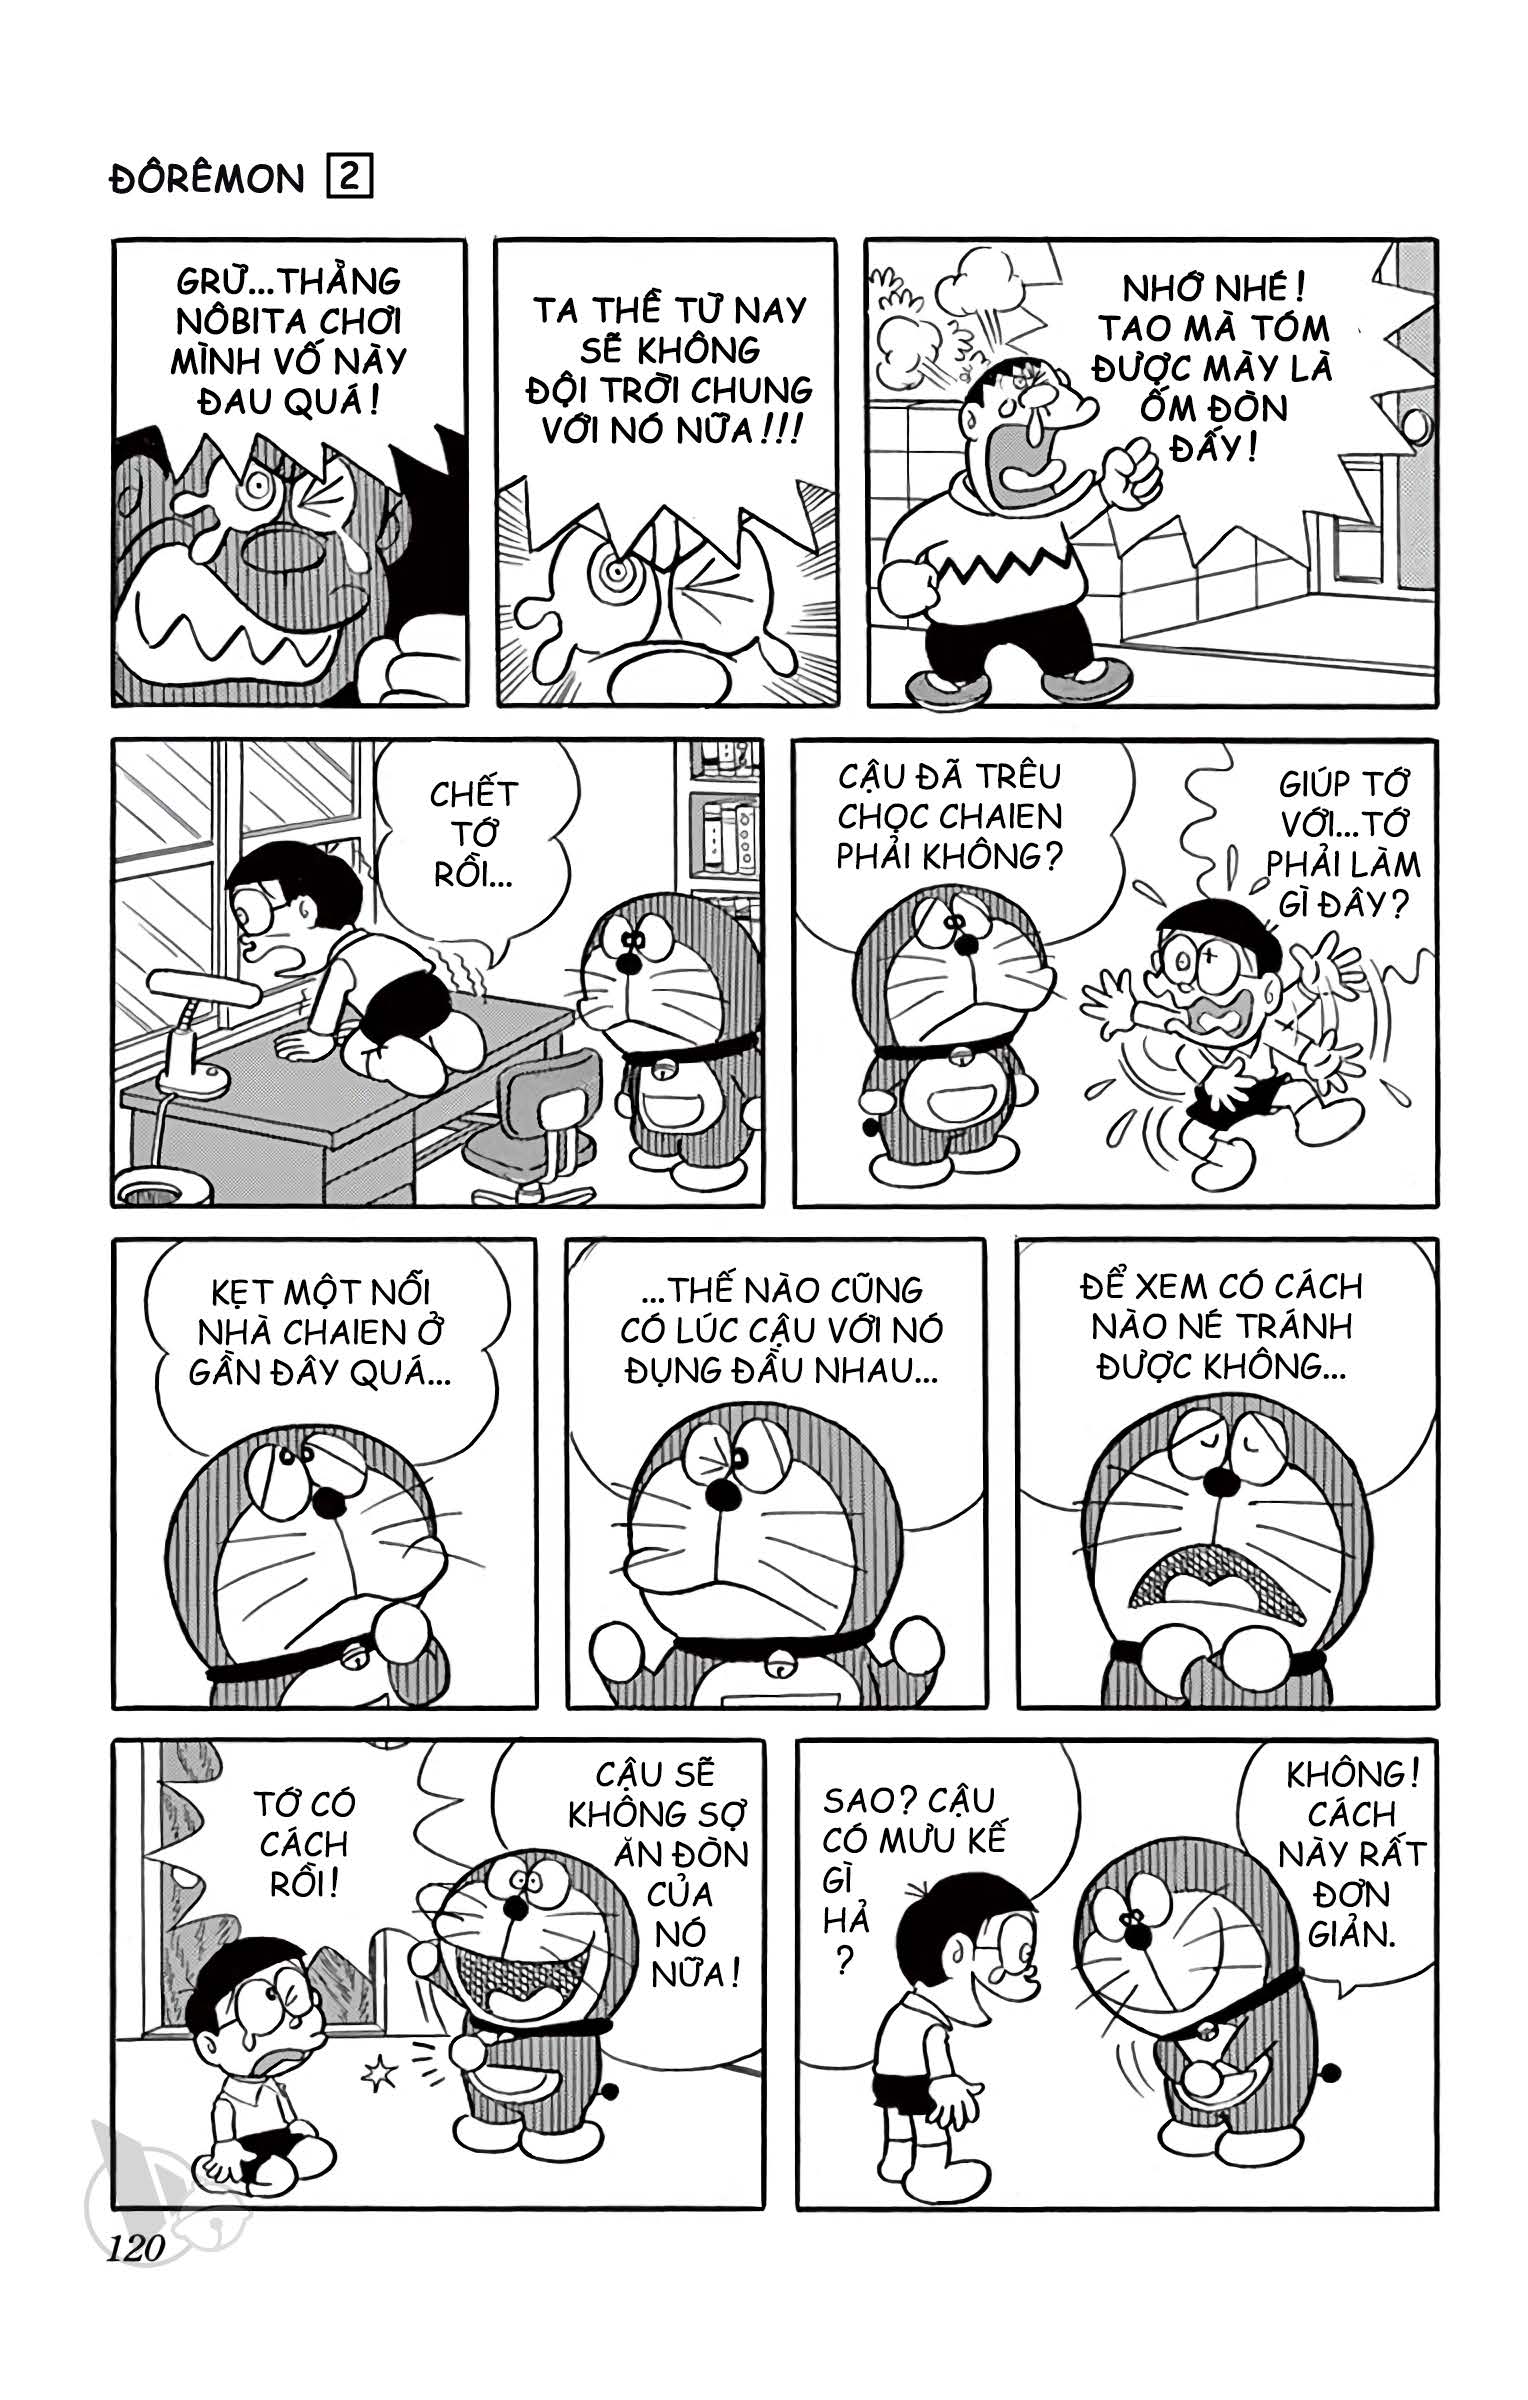 ĐÔRÊMON 2
GRỪ...THẰNG
NÔBITA CHƠI
MÌNH VỐ NÀY
ĐAU QUÁ!
TA THỀ TỪ NAY
SẼ KHÔNG
ĐỘI TRỜI CHUNG
VỚI NÓ NỮA!!!
NHỚ NHÉ!
TAO MÀ TÓM
ĐƯỢC MÀY LÀ
ỐM ĐÒN
ĐẤY!
CHẾT
TỚ
RỒI...
CẬU ĐÃ TRÊU
CHỌC CHAIEN
PHẢI KHÔNG?
GIÚP TỚ
VỚI...TỚ
PHẢI LÀM
GÌ ĐÂY?
KẸT MỘT NỖI
NHÀ CHAIEN Ở
GẦN ĐÂY QUÁ...
...THẾ NÀO CŨNG
CÓ LÚC CẬU VỚI NÓ
ĐỤNG ĐẦU NHAU...
ĐỂ XEM CÓ CÁCH
NÀO NÉ TRÁNH
ĐƯỢC KHÔNG...
TỚ CÓ
CÁCH
RỒI!
CẬU SẼ
KHÔNG SỢ
ĂN ĐÒN
CỦA
NÓ
NỮA!
SAO? CẬU
CÓ MƯU KẾ
GÌ
HẢ
?
KHÔNG!
CÁCH
NÀY RẤT
ĐƠN
GIẢN.
120